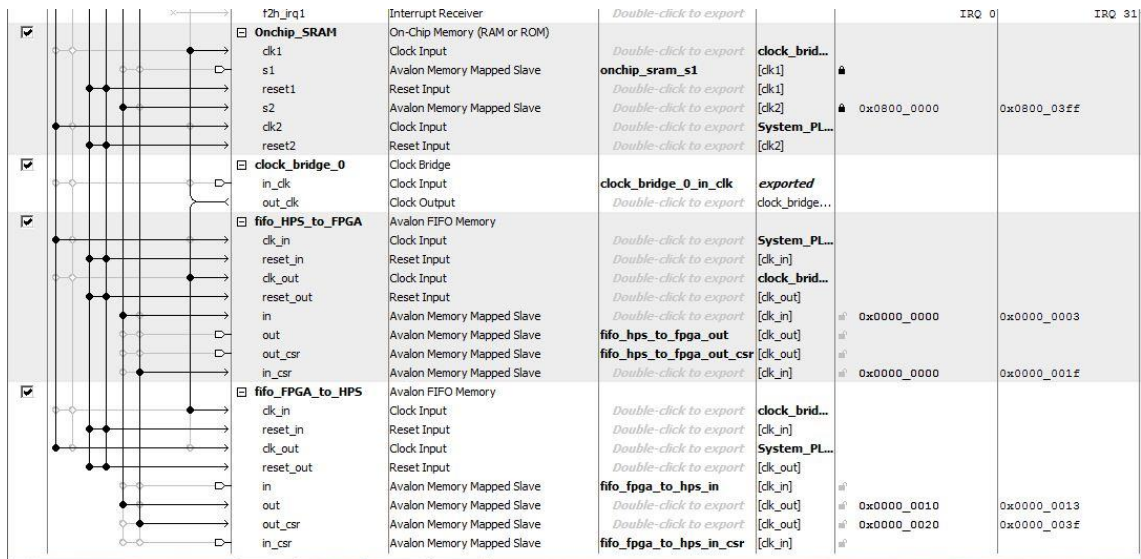 f2h_irq1 Interrupt Receiver Double-click to export IRQ 0 IRQ 31
Onchip_SRAM On-Chip Memory (RAM or ROM)
clk1 Clock Input Double-click to export clock_brid...
s1 Avalon Memory Mapped Slave onchip_sram_s1 [clk1]
reset1 Reset Input Double-click to export [clk1]
s2 Avalon Memory Mapped Slave Double-click to export [clk2] 0x0800_0000 0x0800_03ff
clk2 Clock Input Double-click to export System_PL...
reset2 Reset Input Double-click to export [clk2]
clock_bridge_0 Clock Bridge
in_clk Clock Input clock_bridge_0_in_clk exported
out_clk Clock Output Double-click to export clock_bridge...
fifo_HPS_to_FPGA Avalon FIFO Memory
clk_in Clock Input Double-click to export System_PL...
reset_in Reset Input Double-click to export [clk_in]
clk_out Clock Input Double-click to export clock_brid...
reset_out Reset Input Double-click to export [clk_out]
in Avalon Memory Mapped Slave Double-click to export [clk_in] 0x0000_0000 0x0000_0003
out Avalon Memory Mapped Slave fifo_hps_to_fpga_out [clk_out]
out_csr Avalon Memory Mapped Slave fifo_hps_to_fpga_out_csr [clk_out]
in_csr Avalon Memory Mapped Slave Double-click to export [clk_in] 0x0000_0000 0x0000_001f
fifo_FPGA_to_HPS Avalon FIFO Memory
clk_in Clock Input Double-click to export clock_brid...
reset_in Reset Input Double-click to export [clk_in]
clk_out Clock Input Double-click to export System_PL...
reset_out Reset Input Double-click to export [clk_out]
in Avalon Memory Mapped Slave fifo_fpga_to_hps_in [clk_in]
out Avalon Memory Mapped Slave Double-click to export [clk_out] 0x0000_0010 0x0000_0013
out_csr Avalon Memory Mapped Slave Double-click to export [clk_out] 0x0000_0020 0x0000_003f
in_csr Avalon Memory Mapped Slave fifo_fpga_to_hps_in_csr [clk_in]